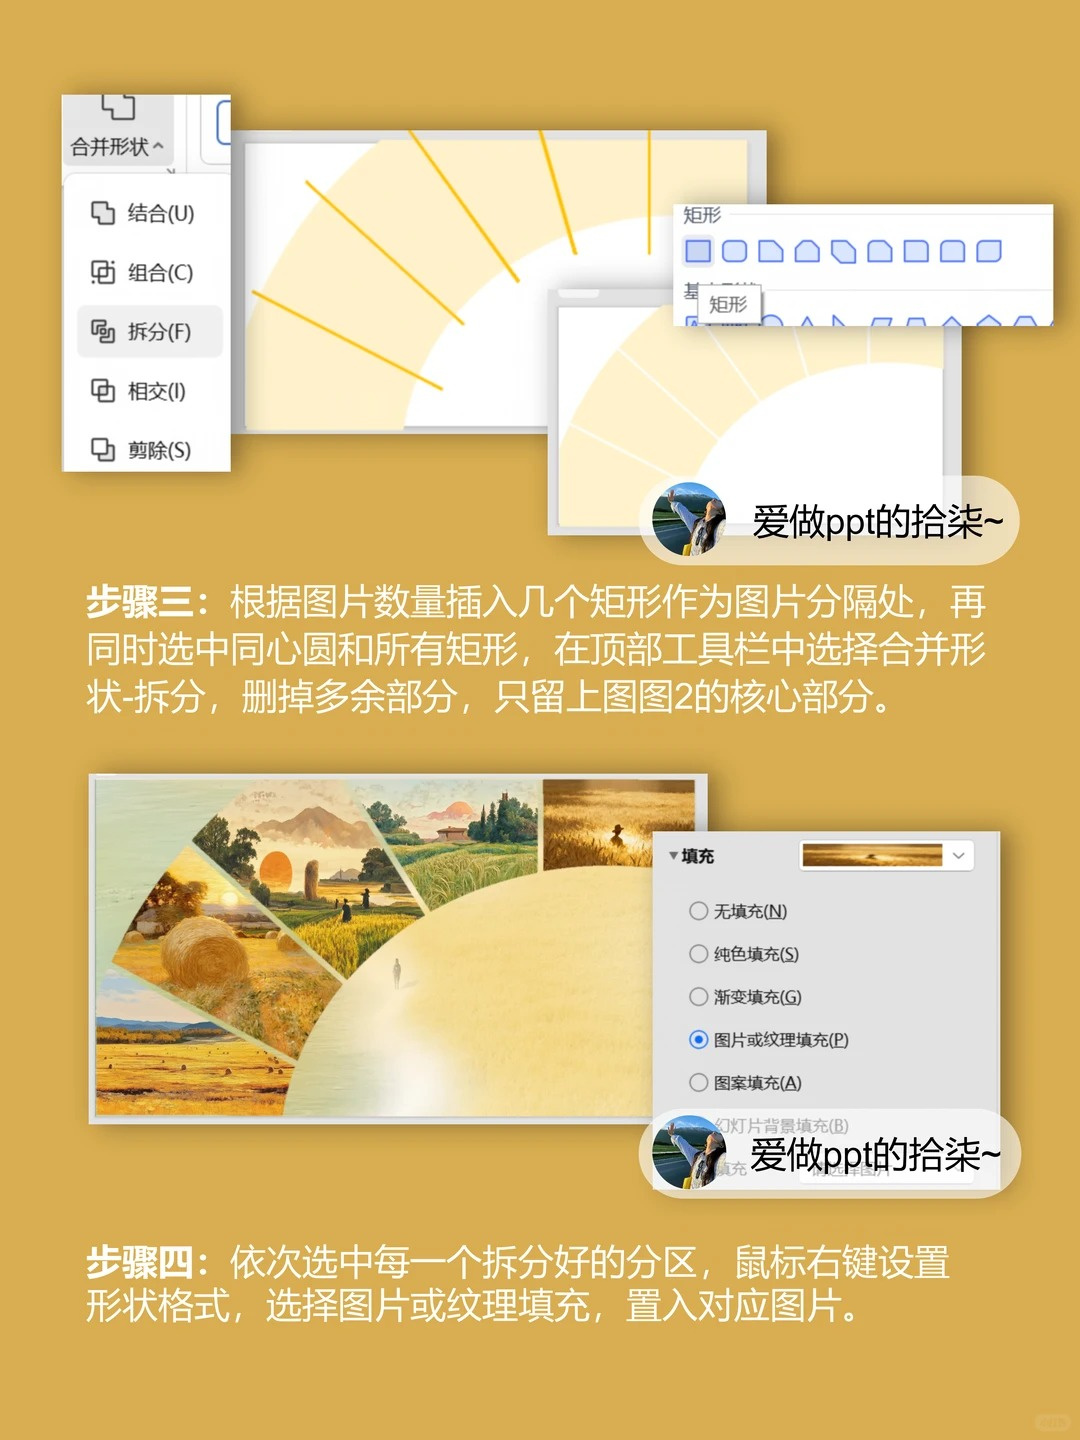 合并形状
结合(U)
组合(C)
拆分(F)
相交(I)
剪除(S)
矩形
矩形
爱做ppt的拾柒~
步骤三：根据图片数量插入几个矩形作为图片分隔处，再
同时选中同心圆和所有矩形，在顶部工具栏中选择合并形
状-拆分，删掉多余部分，只留上图图2的核心部分。
填充
无填充(N)
纯色填充(S)
渐变填充(G)
图片或纹理填充(P)
图案填充(A)
幻灯片背景填充(B)
爱做ppt的拾柒~
步骤四：依次选中每一个拆分好的分区，鼠标右键设置
形状格式，选择图片或纹理填充，置入对应图片。